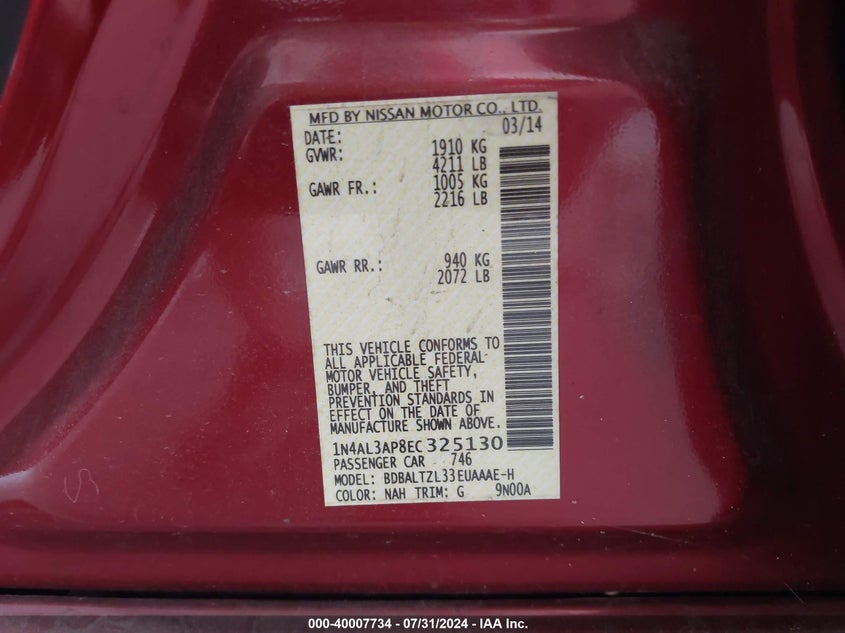 MFD BY NISSAN MOTOR CO., LTD.
DATE: 03/14
GVWR: 1910 KG
4211 LB
GAWR FR.: 1005 KG
2216 LB
GAWR RR.: 940 KG
2072 LB
THIS VEHICLE CONFORMS TO
ALL APPLICABLE FEDERAL
MOTOR VEHICLE SAFETY,
BUMPER, AND THEFT
PREVENTION STANDARDS IN
EFFECT ON THE DATE OF
MANUFACTURE SHOWN ABOVE.
1N4AL3AP8EC325130
PASSENGER CAR 746
MODEL: BDBALTZL33EUAAAE-H
COLOR: NAH TRIM: G 9N00A
000-40007734 - 07/31/2024 - IAA Inc.